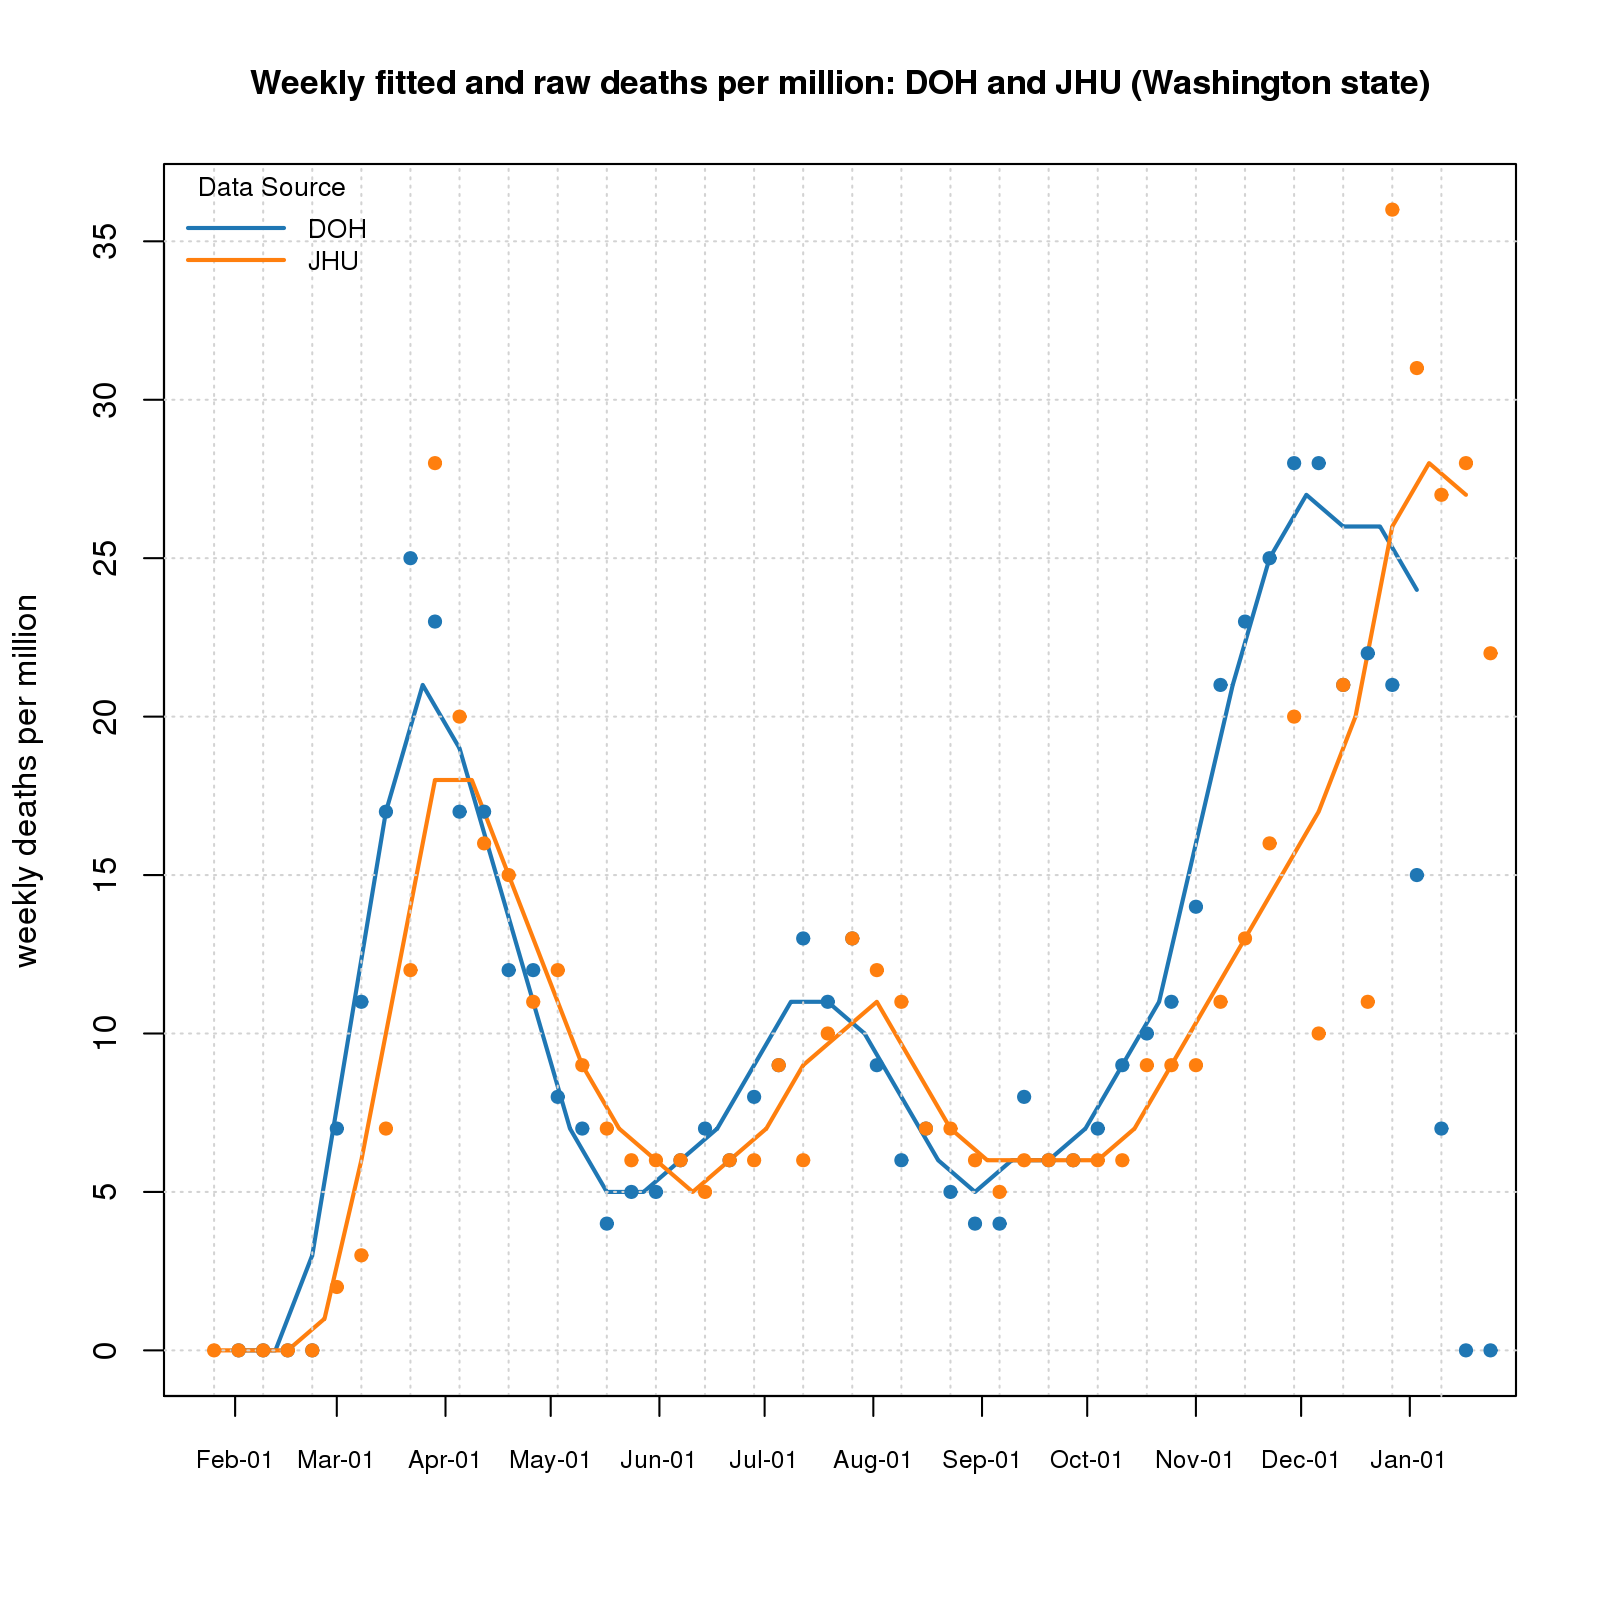 Weekly fitted and raw deaths per million: DOH and JHU (Washington state)
Data Source
DOH
JHU
weekly deaths per million
35
30
25
20
15
10
5
0
Feb-01 Mar-01 Apr-01 May-01 Jun-01 Jul-01 Aug-01 Sep-01 Oct-01 Nov-01 Dec-01 Jan-01